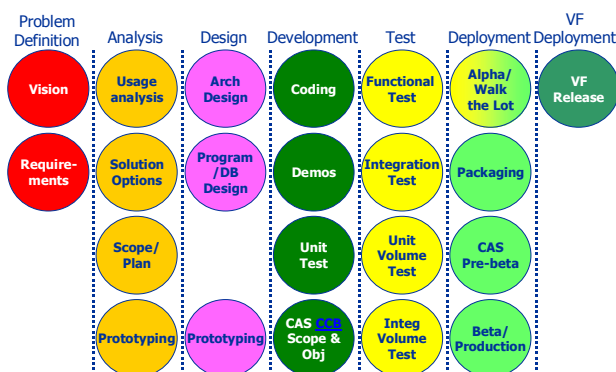 Problem
Definition
Analysis
Design
Development
Test
Deployment
VF
Deployment
Vision
Usage
analysis
Arch
Design
Coding
Functional
Test
Alpha/
Walk
the Lot
VF
Release
Require-
ments
Solution
Options
Program
/DB
Design
Demos
Integration
Test
Packaging
Scope/
Plan
Unit
Test
Unit
Volume
Test
CAS
Pre-beta
Prototyping
Prototyping
CAS CCB
Scope &
Obj
Integ
Volume
Test
Beta/
Production